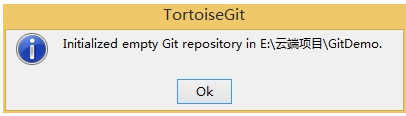 TortoiseGit
Initialized empty Git repository in E:\云端项目\GitDemo.
Ok